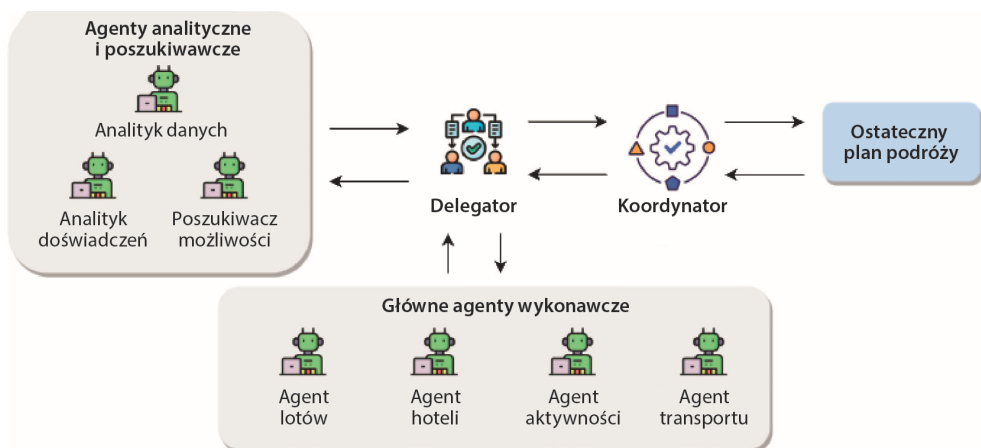 Agenty analityczne
i poszukiwawcze
Analityk danych
Analityk
doświadczeń
Poszukiwacz
możliwości
Delegator
Koordynator
Ostateczny
plan podróży
Główne agenty wykonawcze
Agent
lotów
Agent
hoteli
Agent
aktywności
Agent
transportu